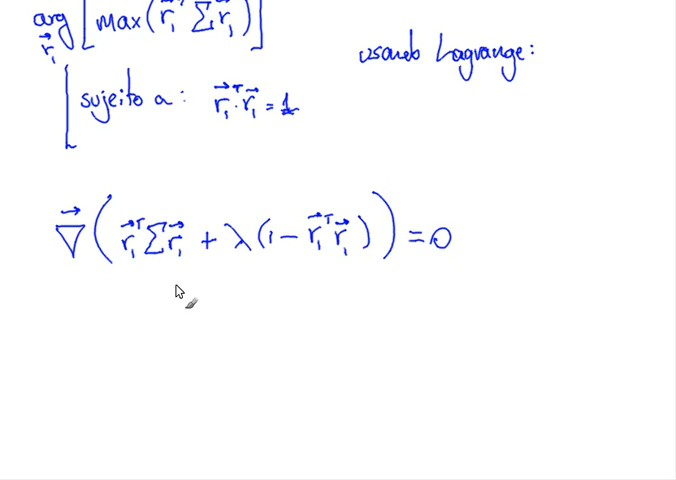 arg [max(r⃗₁ᵀ Σ r⃗₁)]
r⃗₁
usando Lagrange:
sujeito a: r⃗₁ᵀ·r⃗₁ = 1
∇⃗(r⃗₁ᵀ Σ r⃗₁ + λ(1 − r⃗₁ᵀ r⃗₁)) = 0